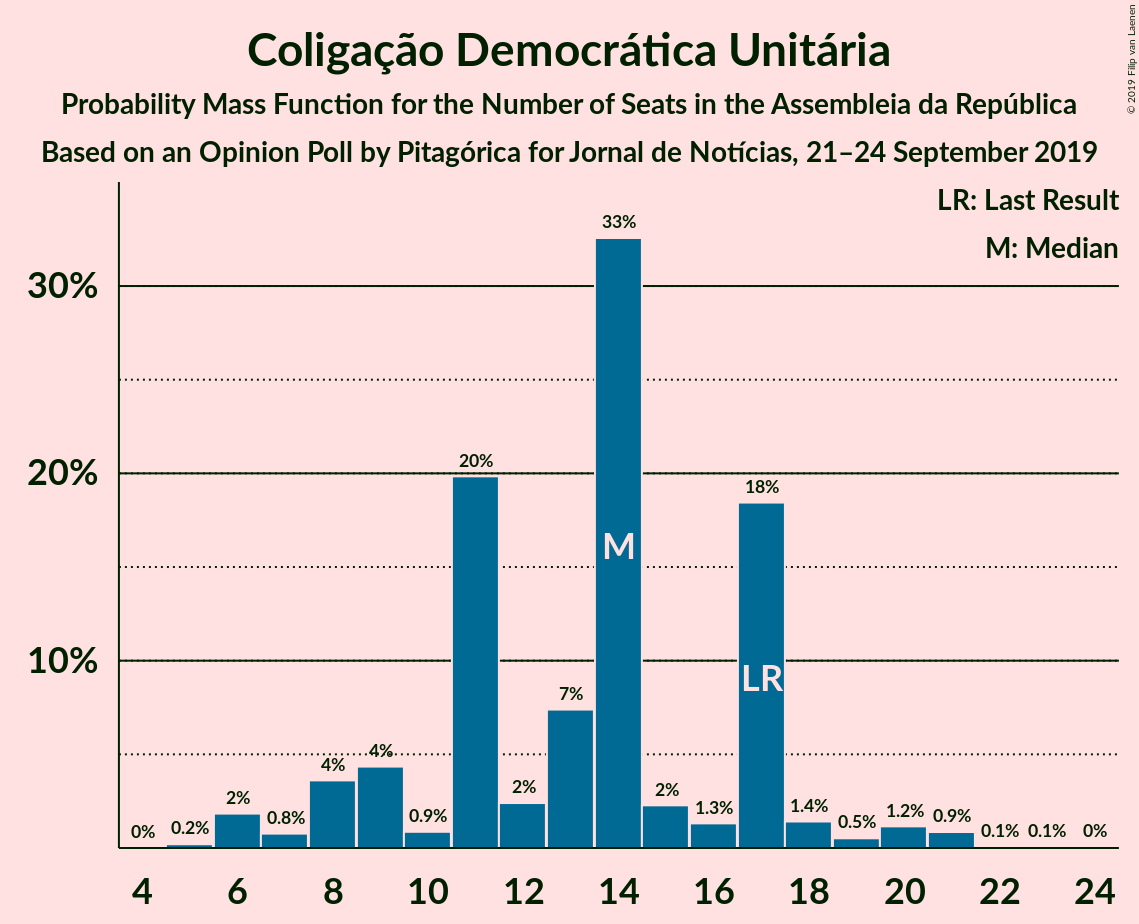 Coligação Democrática Unitária
Probability Mass Function for the Number of Seats in the Assembleia da República
Based on an Opinion Poll by Pitagórica for Jornal de Notícias, 21–24 September 2019
© 2019 Filip van Laenen
LR: Last Result
M: Median
30%
20%
10%
0%
0.2%
2%
0.8%
4%
4%
0.9%
20%
2%
7%
33%
2%
1.3%
18%
1.4%
0.5%
1.2%
0.9%
0.1%
0.1%
0%
M
LR
4 6 8 10 12 14 16 18 20 22 24